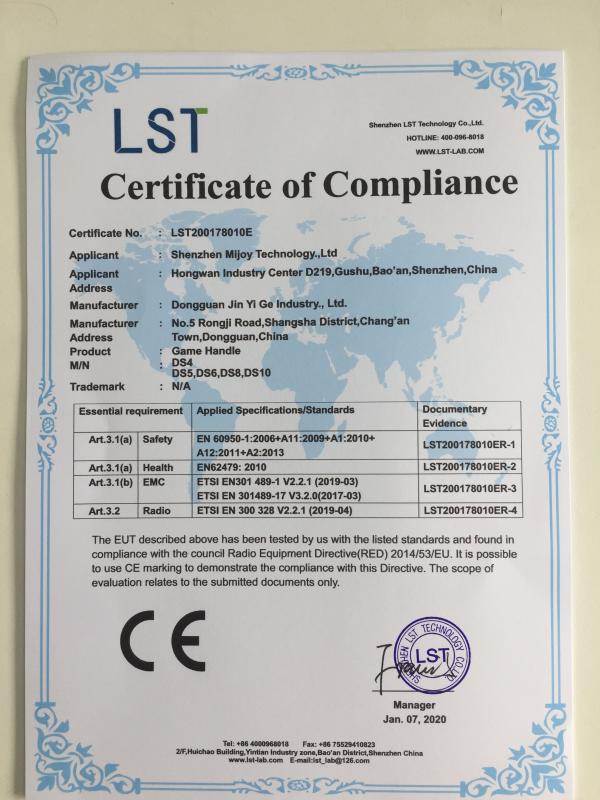 LST
Shenzhen LST Technology Co.,Ltd.
HOTLINE: 400-096-8018
WWW.LST-LAB.COM
Certificate of Compliance
Certificate No. : LST200178010E
Applicant : Shenzhen Mijoy Technology.,Ltd
Applicant : Hongwan Industry Center D219,Gushu,Bao'an,Shenzhen,China
Address
Manufacturer : Dongguan Jin Yi Ge Industry., Ltd.
Manufacturer : No.5 Rongji Road,Shangsha District,Chang'an
Address Town,Dongguan,China
Product : Game Handle
M/N : DS4
DS5,DS6,DS8,DS10
Trademark : N/A
Essential requirement Applied Specifications/Standards Documentary
Evidence
Art.3.1(a) Safety EN 60950-1:2006+A11:2009+A1:2010+
A12:2011+A2:2013 LST200178010ER-1
Art.3.1(a) Health EN62479: 2010 LST200178010ER-2
Art.3.1(b) EMC ETSI EN301 489-1 V2.2.1 (2019-03)
ETSI EN 301489-17 V3.2.0(2017-03) LST200178010ER-3
Art.3.2 Radio ETSI EN 300 328 V2.2.1 (2019-04) LST200178010ER-4
The EUT described above has been tested by us with the listed standards and found in
compliance with the council Radio Equipment Directive(RED) 2014/53/EU. It is possible
to use CE marking to demonstrate the compliance with this Directive. The scope of
evaluation relates to the submitted documents only.
CE
SHENZHEN LST TECHNOLOGY CO.,LTD.
LST
Manager
Jan. 07, 2020
Tel: +86 4000968018 Fax: +86 75529410823
2/F,Huichao Building,Yintian Industry zone,Bao'an District,Shenzhen China
www.lst-lab.com E-mail:lst_lab@126.com